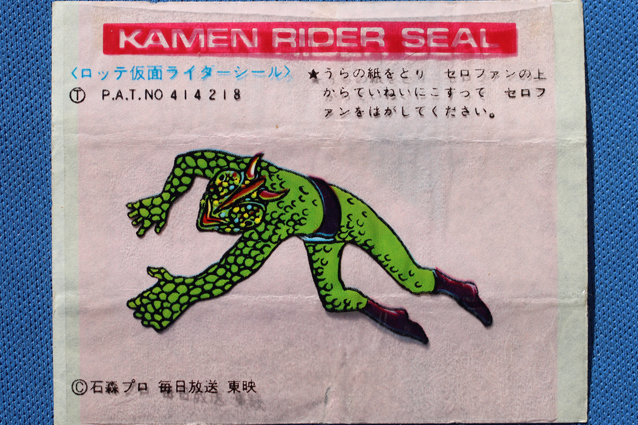 KAMEN RIDER SEAL
〈ロッテ仮面ライダーシール〉
Ⓣ P.A.T.NO 414218
★うらの紙をとり セロファンの上
からていねいにこすって セロフ
ァンをはがしてください。
Ⓒ石森プロ 毎日放送 東映